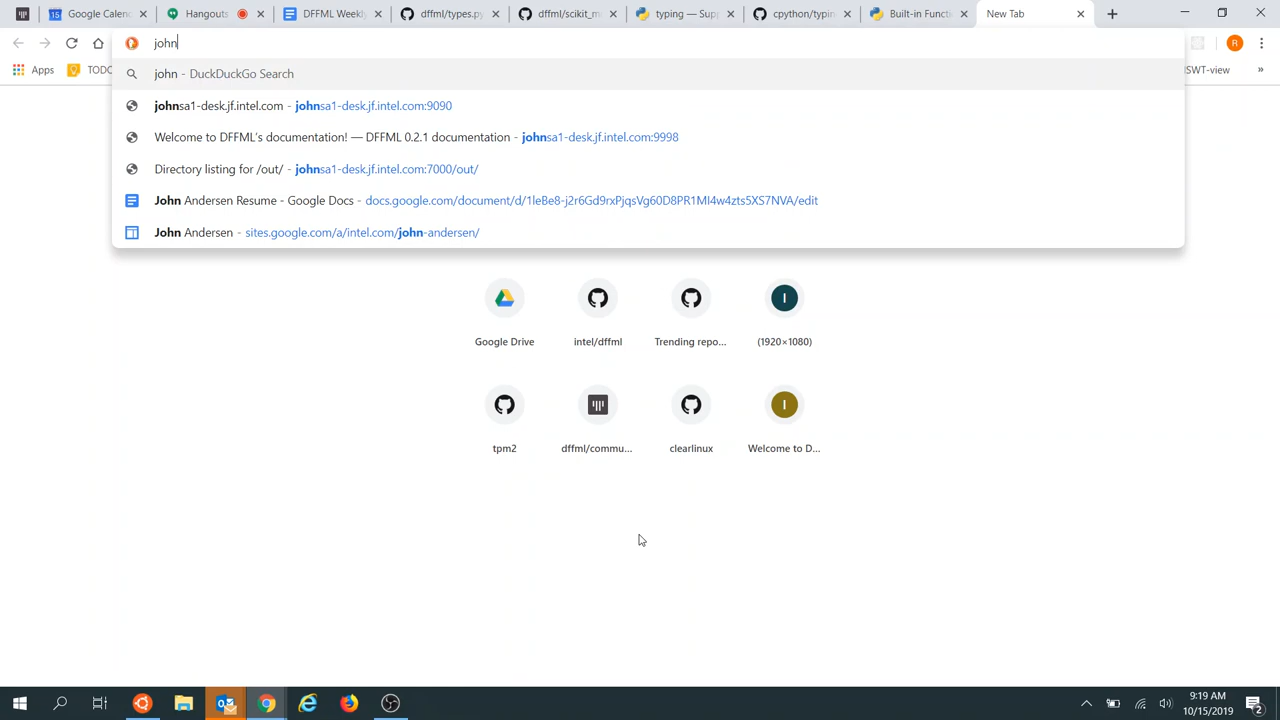 Google Calenc
Hangouts
DFFML Weekly
dffml/types.py
dffml/scikit_m
typing — Sup
cpython/typin
Built-in Functi
New Tab
john
Apps
TODO
SWT-view
»
john - DuckDuckGo Search
johnsa1-desk.jf.intel.com - johnsa1-desk.jf.intel.com:9090
Welcome to DFFML's documentation! — DFFML 0.2.1 documentation - johnsa1-desk.jf.intel.com:9998
Directory listing for /out/ - johnsa1-desk.jf.intel.com:7000/out/
John Andersen Resume - Google Docs - docs.google.com/document/d/1leBe8-j2r6Gd9rxPjqsVg60D8PR1MI4w4zts5XS7NVA/edit
John Andersen - sites.google.com/a/intel.com/john-andersen/
Google Drive
intel/dffml
Trending repo...
(1920×1080)
tpm2
dffml/commu...
clearlinux
Welcome to D...
9:19 AM
10/15/2019